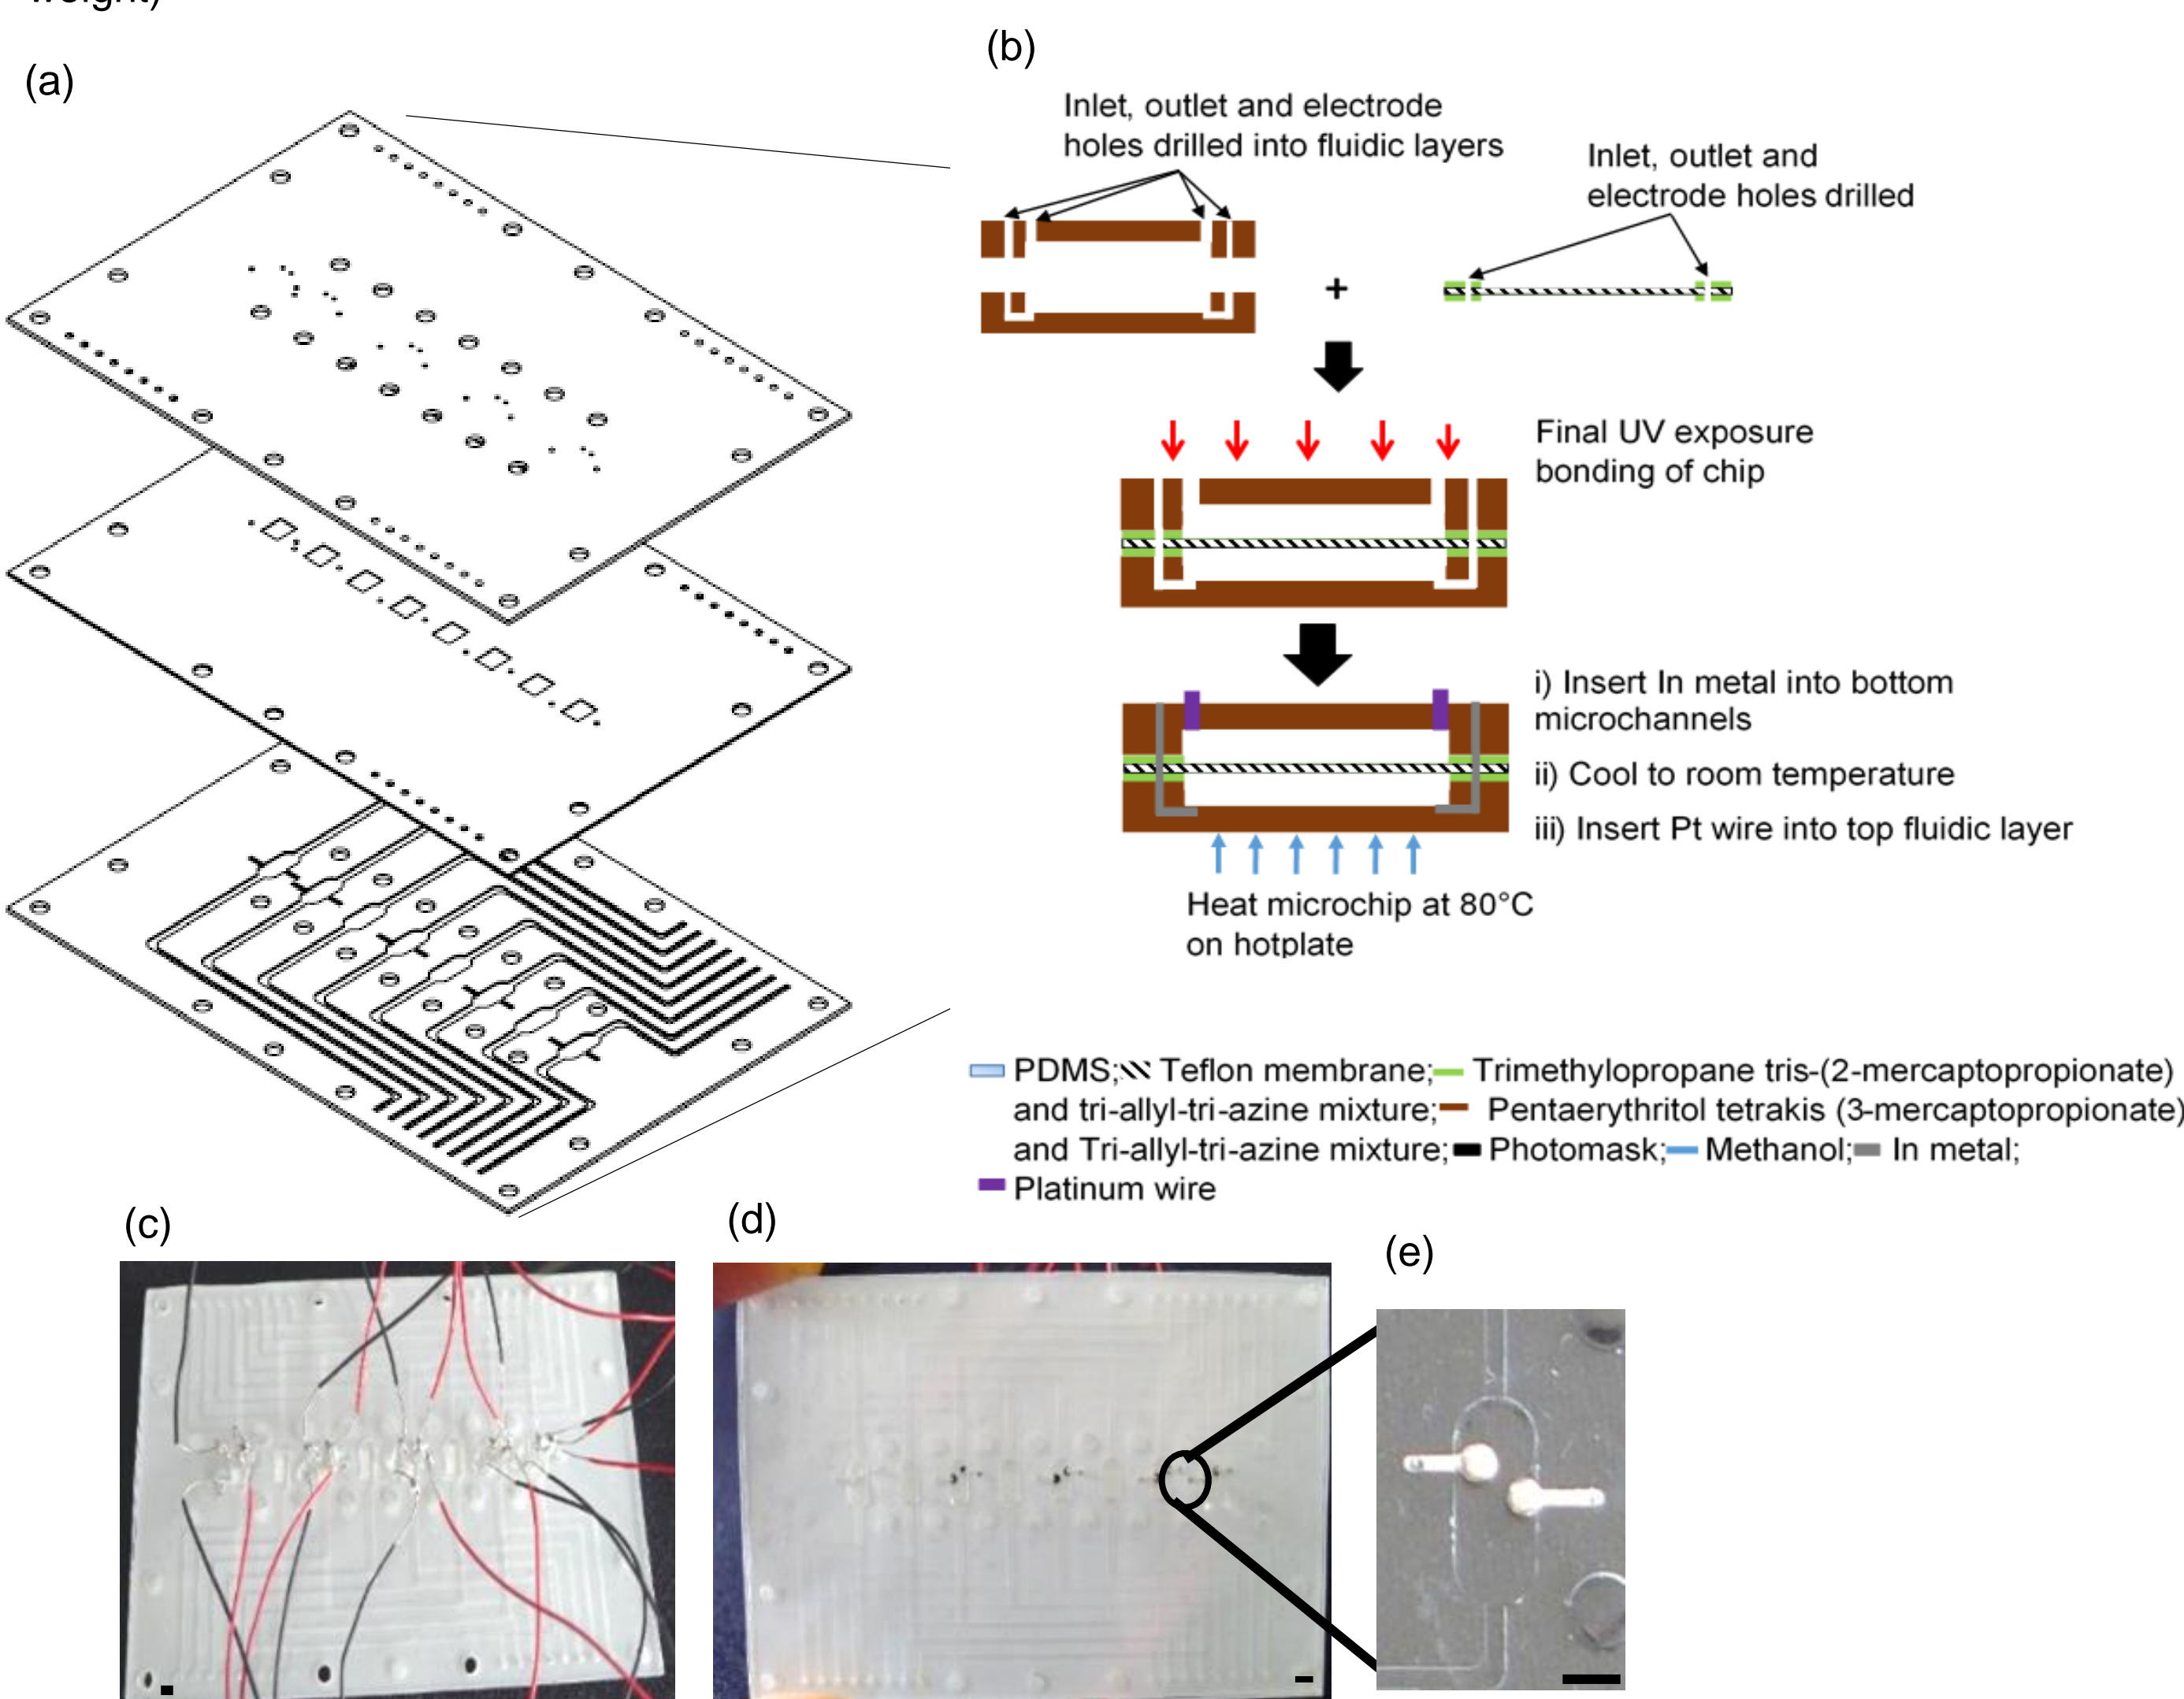 (a)
(b)
Inlet, outlet and electrode
holes drilled into fluidic layers
Inlet, outlet and
electrode holes drilled
+
Final UV exposure
bonding of chip
i) Insert In metal into bottom
microchannels
ii) Cool to room temperature
iii) Insert Pt wire into top fluidic layer
Heat microchip at 80°C
on hotplate
PDMS; Teflon membrane; Trimethylopropane tris-(2-mercaptopropionate)
and tri-allyl-tri-azine mixture; Pentaerythritol tetrakis (3-mercaptopropionate)
and Tri-allyl-tri-azine mixture; Photomask; Methanol; In metal;
Platinum wire
(c)
(d)
(e)